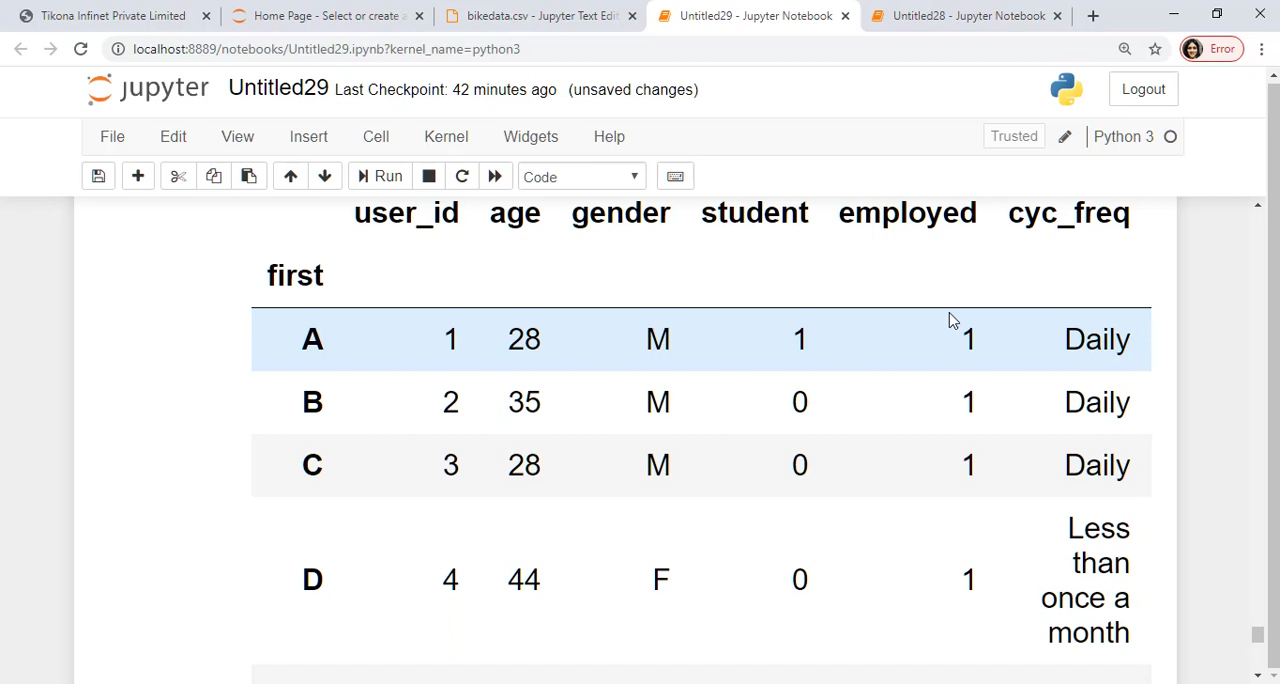 Tikona Infinet Private Limited
Home Page - Select or create a
bikedata.csv - Jupyter Text Edit
Untitled29 - Jupyter Notebook
Untitled28 - Jupyter Notebook
localhost:8889/notebooks/Untitled29.ipynb?kernel_name=python3
Error
jupyter Untitled29 Last Checkpoint: 42 minutes ago (unsaved changes)
Logout
File Edit View Insert Cell Kernel Widgets Help
Trusted
Python 3
Run
Code
user_id age gender student employed cyc_freq
first
A 1 28 M 1 1 Daily
B 2 35 M 0 1 Daily
C 3 28 M 0 1 Daily
D 4 44 F 0 1 Less
than
once a
month